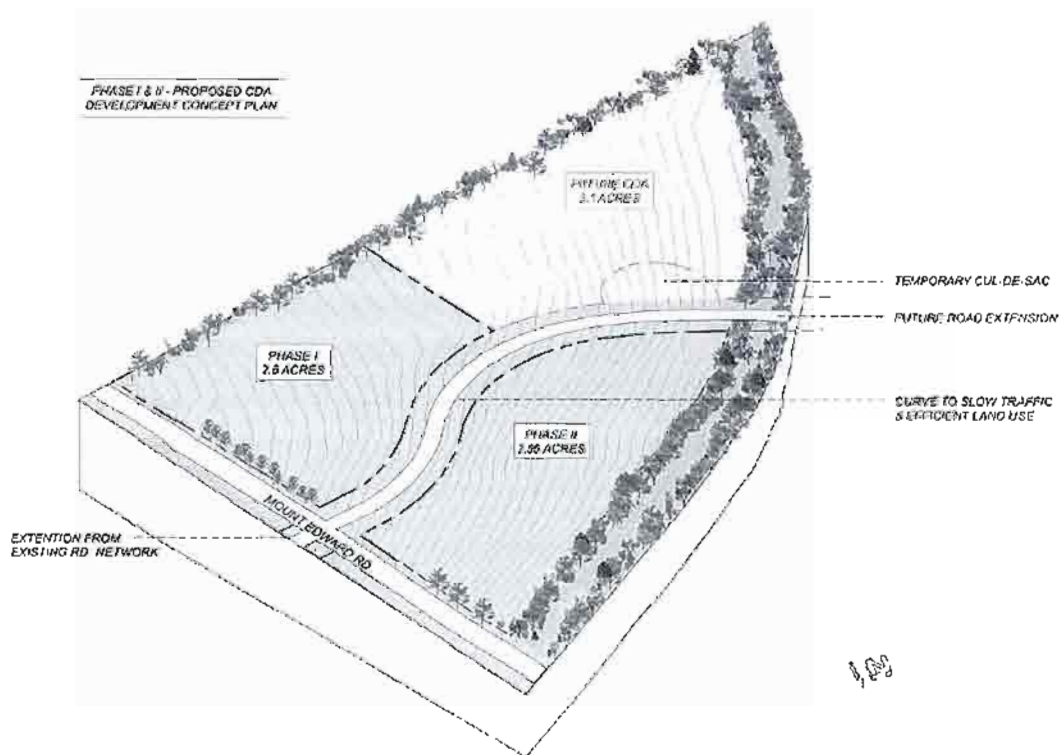 PHASE I & II - PROPOSED CDA
DEVELOPMENT CONCEPT PLAN
FUTURE CDA
3.1 ACRES
TEMPORARY CUL-DE-SAC
FUTURE ROAD EXTENSION
PHASE I
2.6 ACRES
CURVE TO SLOW TRAFFIC
& EFFICIENT LAND USE
PHASE II
2.95 ACRES
MOUNT EDWARD RD
EXTENTION FROM
EXISTING RD NETWORK